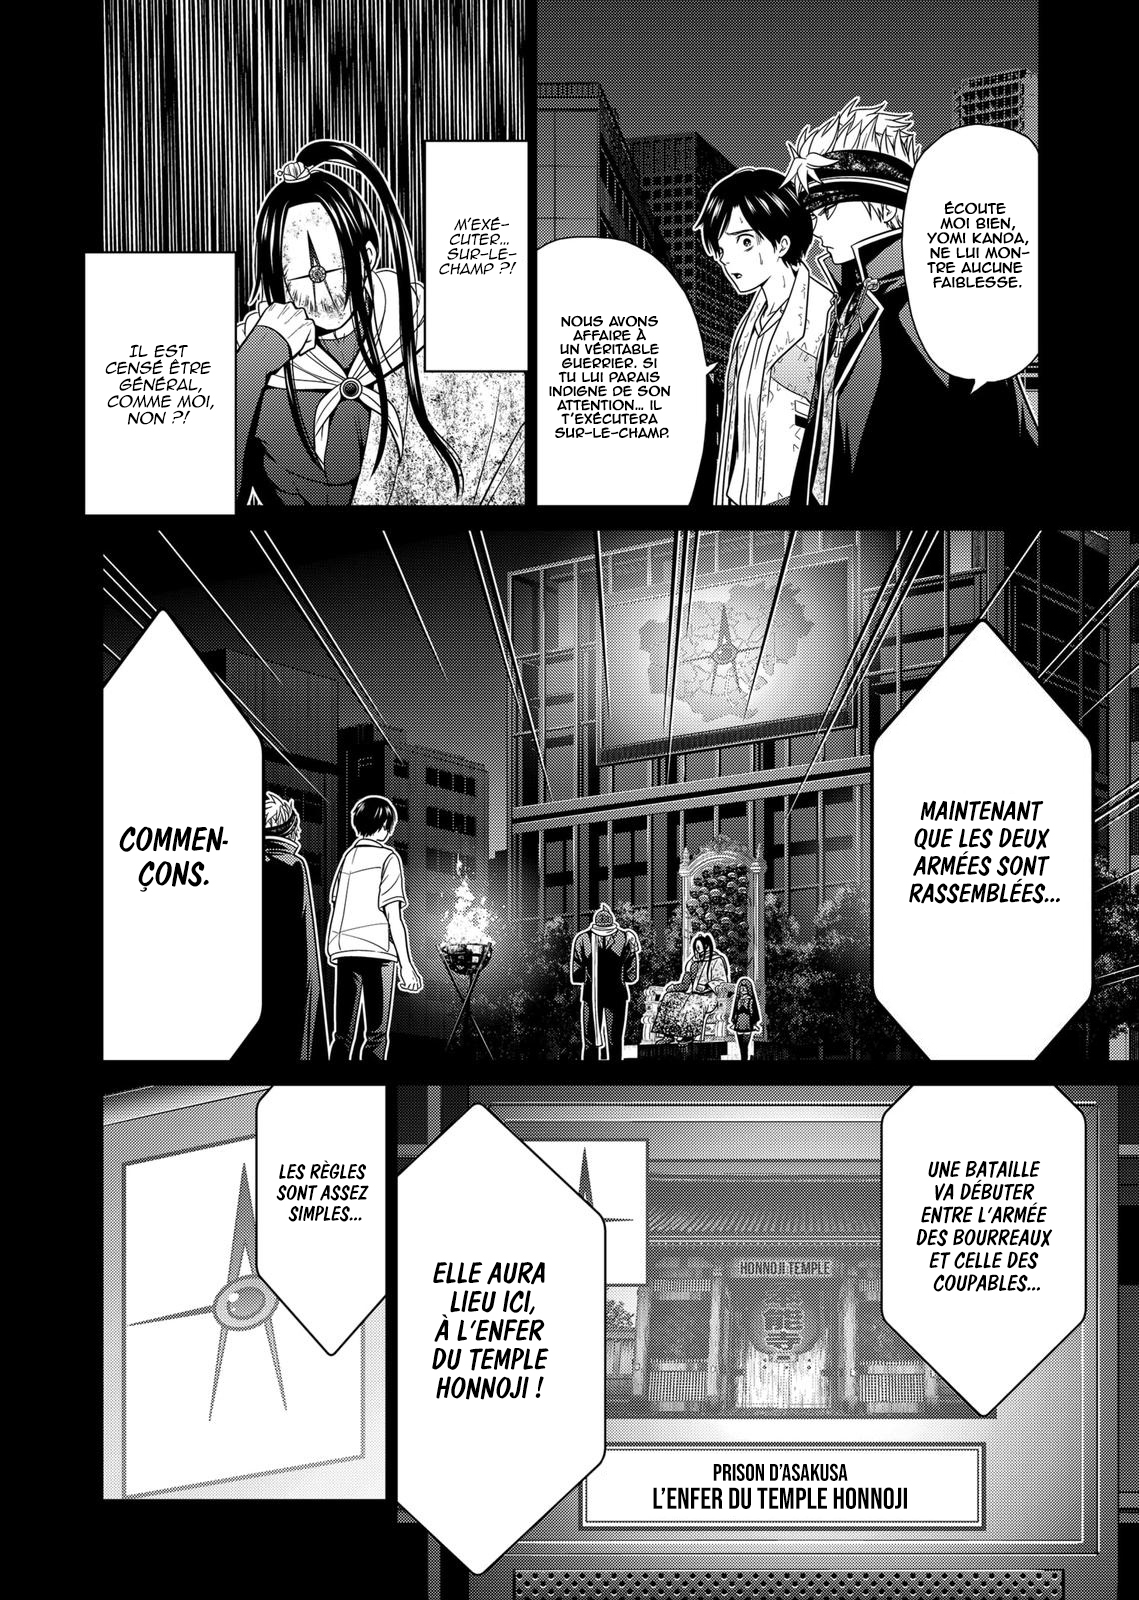 ÉCOUTE
MOI BIEN,
YOMI KANDA,
NE LUI MON-
TRE AUCUNE
FAIBLESSE.
NOUS AVONS
AFFAIRE À
UN VÉRITABLE
GUERRIER. SI
TU LUI PARAIS
INDIGNE DE SON
ATTENTION... IL
T'EXÉCUTERA
SUR-LE-CHAMP.
M'EXÉ-
CUTER...
SUR-LE-
CHAMP ?!
IL EST
CENSÉ ÊTRE
GÉNÉRAL,
COMME MOI,
NON ?!
MAINTENANT
QUE LES DEUX
ARMÉES SONT
RASSEMBLÉES...
COMMEN-
ÇONS.
UNE BATAILLE
VA DÉBUTER
ENTRE L'ARMÉE
DES BOURREAUX
ET CELLE DES
COUPABLES...
HONNOJI TEMPLE
ELLE AURA
LIEU ICI,
À L'ENFER
DU TEMPLE
HONNOJI !
PRISON D'ASAKUSA
L'ENFER DU TEMPLE HONNOJI
LES RÈGLES
SONT ASSEZ
SIMPLES...